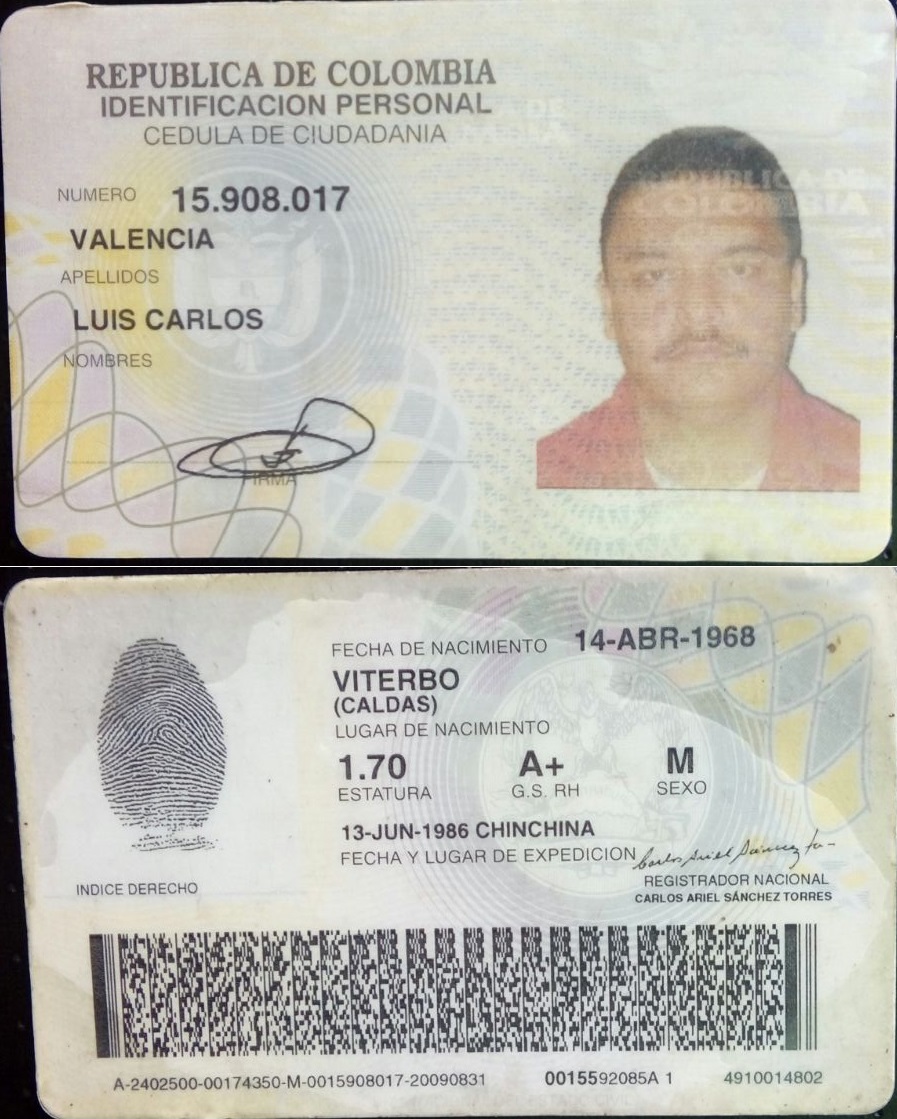 REPUBLICA DE COLOMBIA
IDENTIFICACION PERSONAL
CEDULA DE CIUDADANIA
NUMERO 15.908.017
VALENCIA
APELLIDOS
LUIS CARLOS
NOMBRES
FIRMA
FECHA DE NACIMIENTO 14-ABR-1968
VITERBO
(CALDAS)
LUGAR DE NACIMIENTO
1.70 A+ M
ESTATURA G.S. RH SEXO
13-JUN-1986 CHINCHINA
FECHA Y LUGAR DE EXPEDICION
REGISTRADOR NACIONAL
CARLOS ARIEL SÁNCHEZ TORRES
INDICE DERECHO
A-2402500-00174350-M-0015908017-20090831 0015592085A 1 4910014802